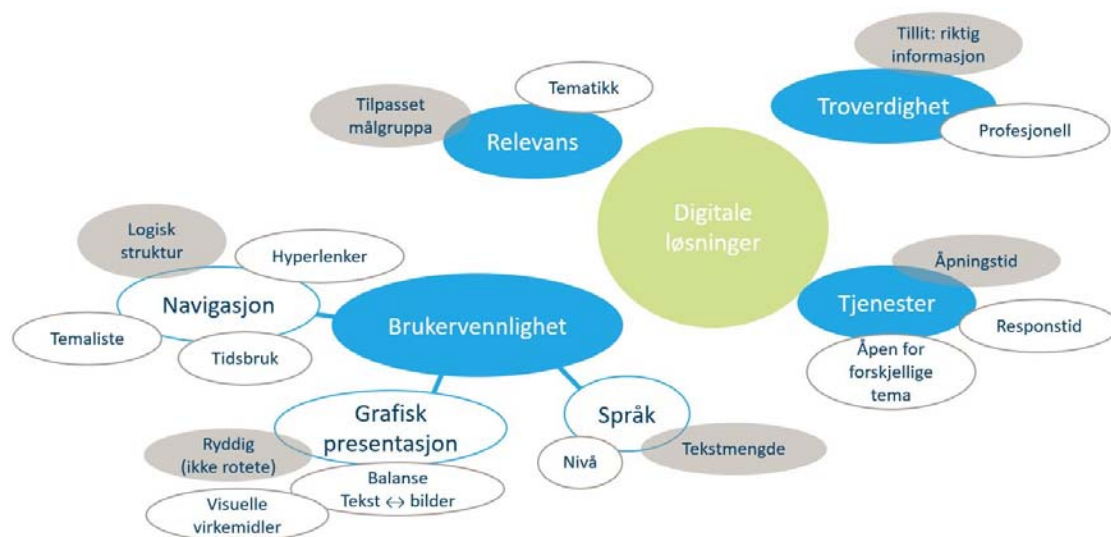 Tillit: riktig
informasjon
Troverdighet
Profesjonell
Tematikk
Tilpasset
målgruppa
Relevans
Digitale
løsninger
Logisk
struktur
Hyperlenker
Navigasjon
Temaliste
Tidsbruk
Brukervennlighet
Åpningstid
Tjenester
Responstid
Åpen for
forskjellige
tema
Grafisk
presentasjon
Ryddig
(ikke rotete)
Balanse
Tekst ↔ bilder
Visuelle
virkemidler
Språk
Nivå
Tekstmengde